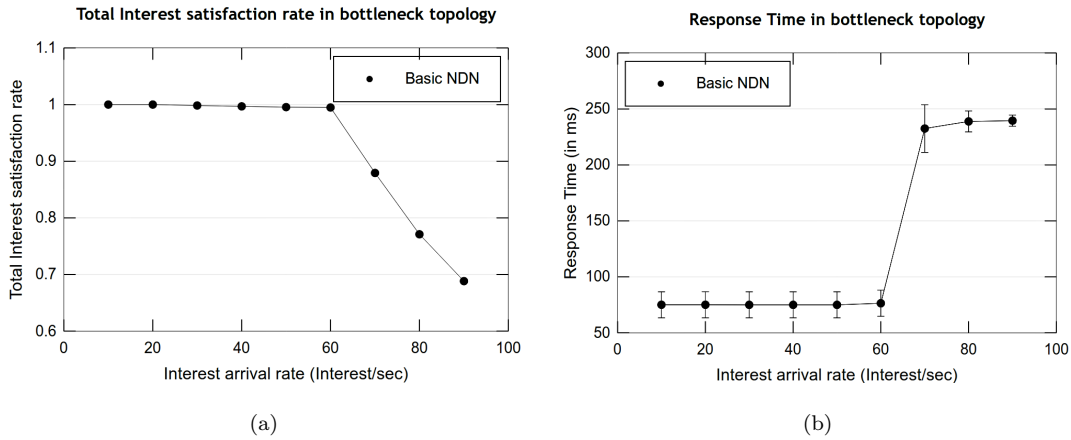 Total Interest satisfaction rate in bottleneck topology
1.1
1
0.9
0.8
0.7
0.6
Total Interest satisfaction rate
Basic NDN
0 20 40 60 80 100
Interest arrival rate (Interest/sec)
(a)
Response Time in bottleneck topology
300
250
200
150
100
50
Response Time (in ms)
Basic NDN
0 20 40 60 80 100
Interest arrival rate (Interest/sec)
(b)